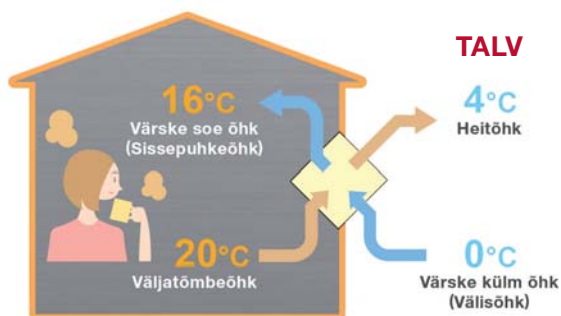 TALV
16°C
Värske soe õhk
(Sissepuhkeõhk)
4°C
Heitõhk
20°C
Väljatõmbeõhk
0°C
Värske külm õhk
(Välisõhk)